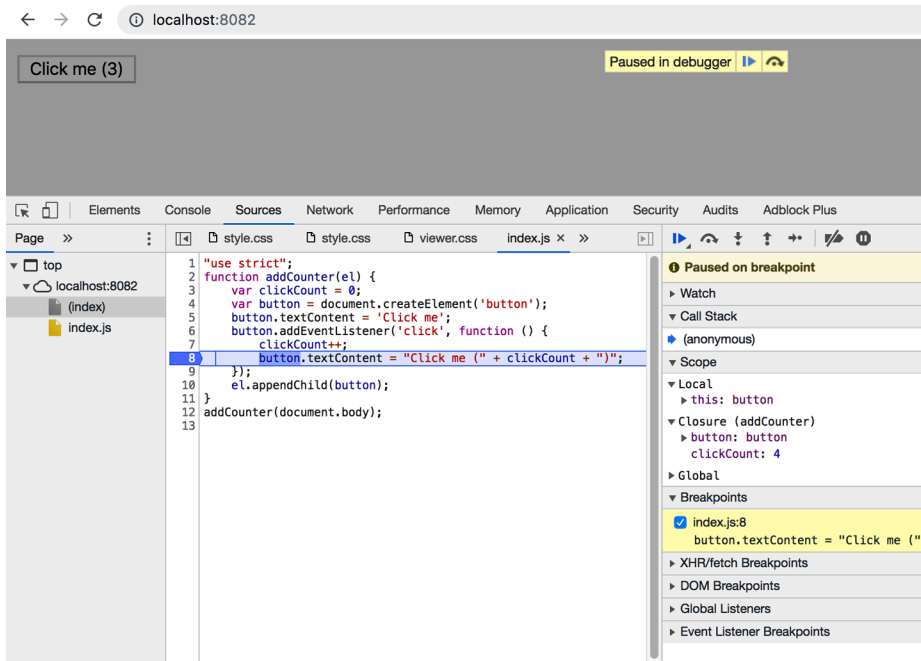 localhost:8082
Click me (3)
Paused in debugger
Elements Console Sources Network Performance Memory Application Security Audits Adblock Plus
Page » style.css style.css viewer.css index.js × »
top
localhost:8082
(index)
index.js
1 "use strict";
2 function addCounter(el) {
3 var clickCount = 0;
4 var button = document.createElement('button');
5 button.textContent = 'Click me';
6 button.addEventListener('click', function () {
7 clickCount++;
8 button.textContent = "Click me (" + clickCount + ")";
9 });
10 el.appendChild(button);
11 }
12 addCounter(document.body);
13
Paused on breakpoint
Watch
Call Stack
(anonymous)
Scope
Local
this: button
Closure (addCounter)
button: button
clickCount: 4
Global
Breakpoints
index.js:8
button.textContent = "Click me ("
XHR/fetch Breakpoints
DOM Breakpoints
Global Listeners
Event Listener Breakpoints